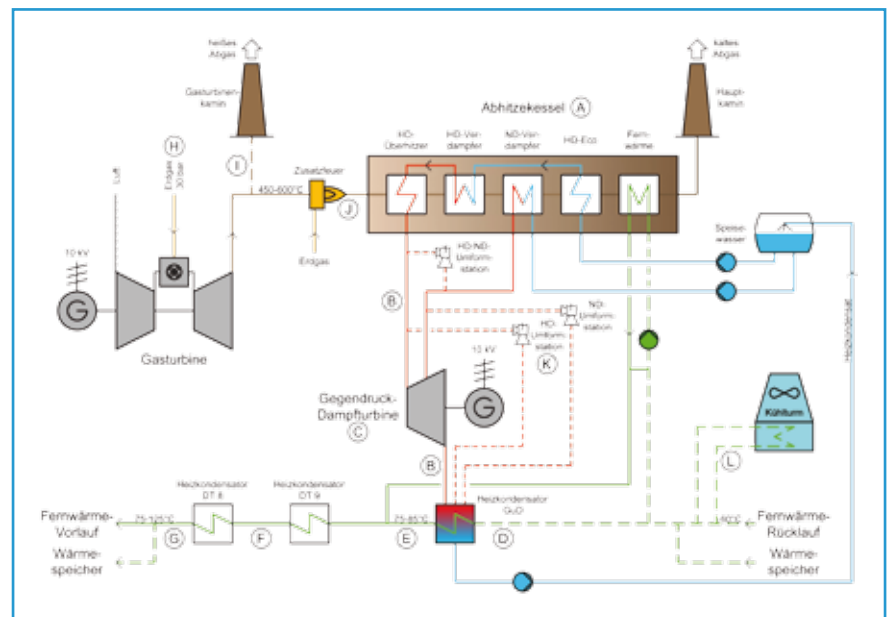 heißes
Abgas
kaltes
Abgas
Gasturbinen-
kamin
Haupt-
kamin
Abhitzekessel A
HD-
Überhitzer
HD-Ver-
dampfer
ND-Ver-
dampfer
HD-Eco
Fern-
wärme
H
Erdgas
30 bar
Luft
I
Zusatzfeuer
450-600°C
J
Erdgas
10 kV
G
Gasturbine
Speise-
wasser
HD-ND-
Umform-
station
B
ND-
Umform-
station
HD-
Umform-
station
K
10 kV
G
Gegendruck-
Dampfturbine
C
B
Heizkondensat
Kühlturm
L
Heizkondensator
DT 8
Heizkondensator
DT 9
Heizkondensator
GuD
Fernwärme-
Vorlauf
75-125°C
G
F
75-85°C
E
D
Fernwärme-
Rücklauf
Wärme-
speicher
Wärme-
speicher